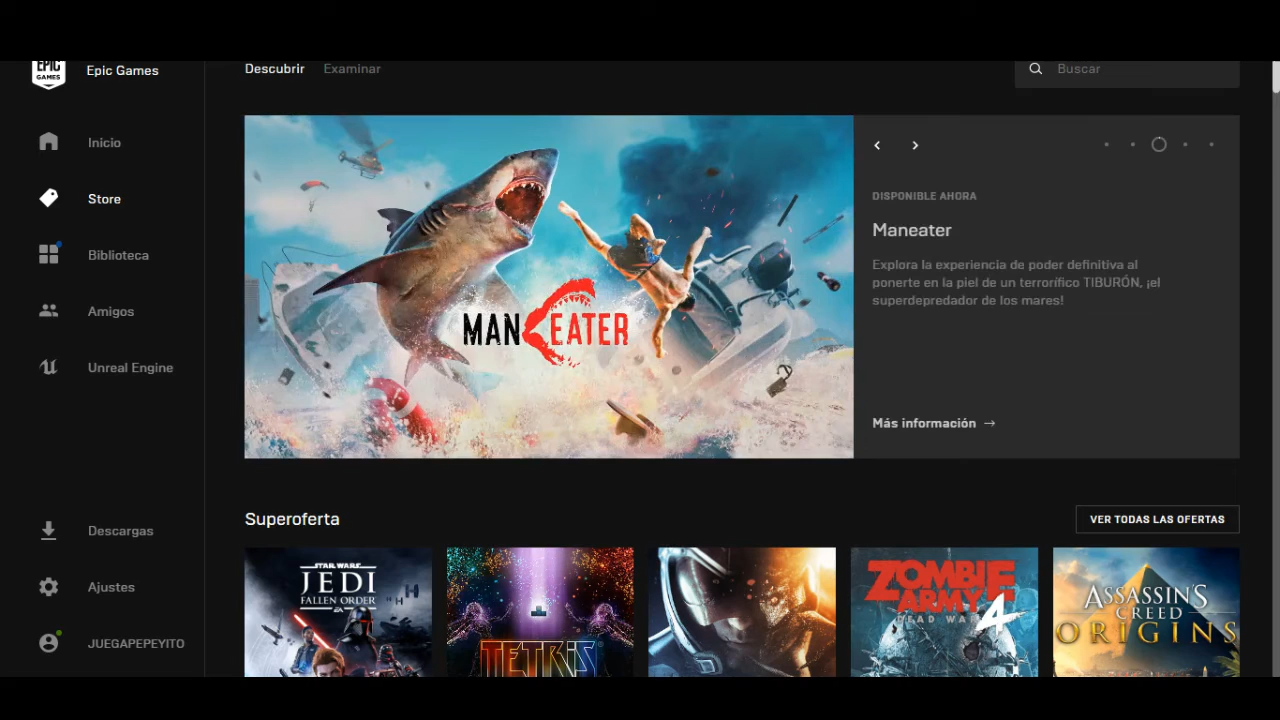 EPIC
GAMES
Epic Games
Descubrir
Examinar
Buscar
Inicio
Store
Biblioteca
Amigos
Unreal Engine
Descargas
Ajustes
JUEGAPEPEYITO
MAN EATER
DISPONIBLE AHORA
Maneater
Explora la experiencia de poder definitiva al
ponerte en la piel de un terrorífico TIBURÓN, ¡el
superdepredador de los mares!
Más información →
Superoferta
VER TODAS LAS OFERTAS
STAR WARS
JEDI
FALLEN ORDER
EA
TETRIS
ZOMBIE
ARMY 4
DEAD WAR
ASSASSIN'S
CREED
ORIGINS